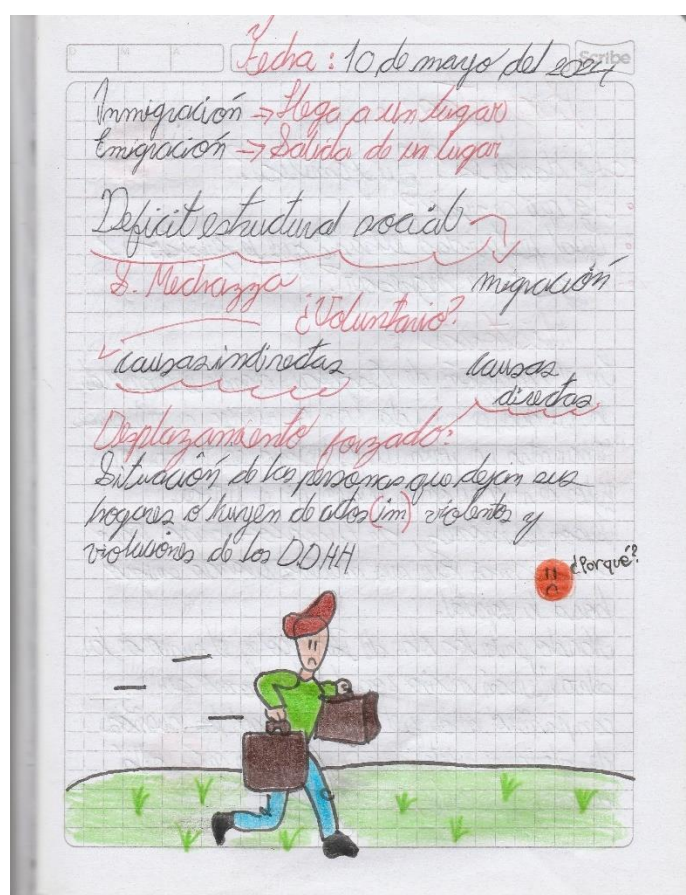 D M A
Fecha: 10 de mayo del 2024
Scribe
Inmigración → Llega a un lugar
Emigración → Salida de un lugar
Deficit estructural social
S. Mechazza
migración
¿Voluntario?
causas indirectas
causas directas
Desplazamiento forzado:
Situación de las personas que dejan sus
hogares o huyen de actos (im) violentos y
violaciones de los DDHH
¿Porqué?